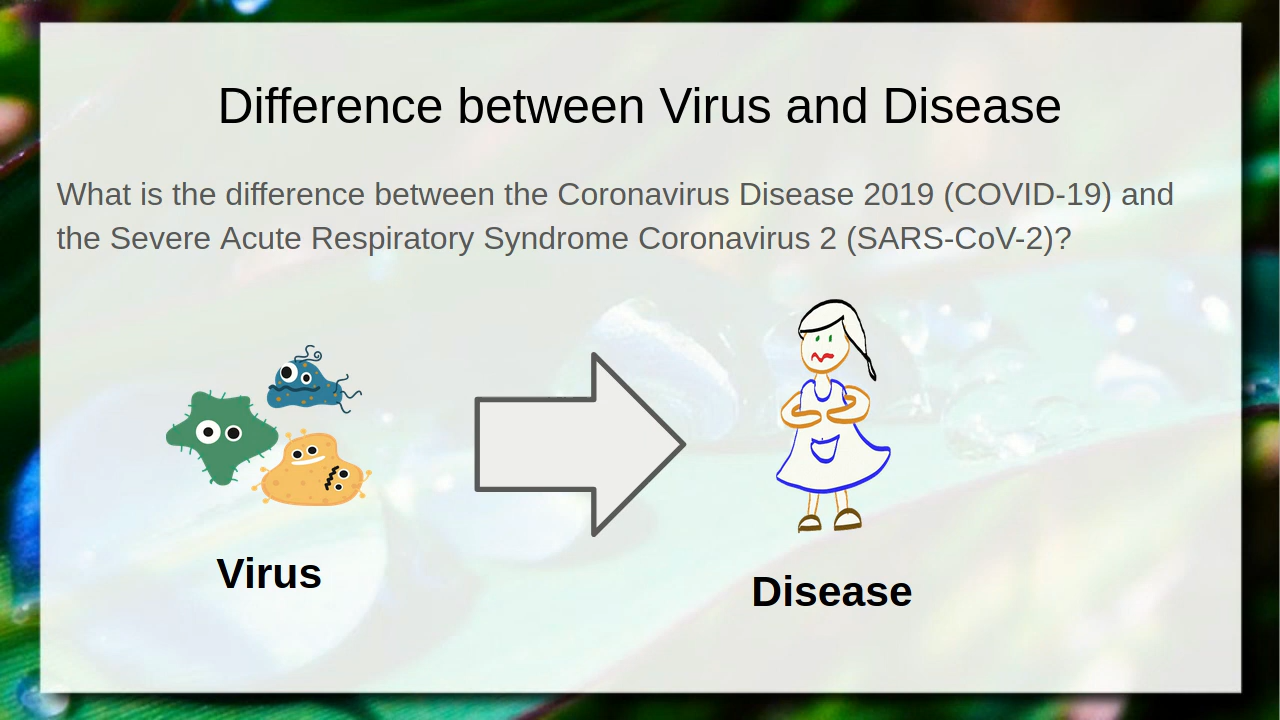 Difference between Virus and Disease
What is the difference between the Coronavirus Disease 2019 (COVID-19) and
the Severe Acute Respiratory Syndrome Coronavirus 2 (SARS-CoV-2)?
Virus
Disease